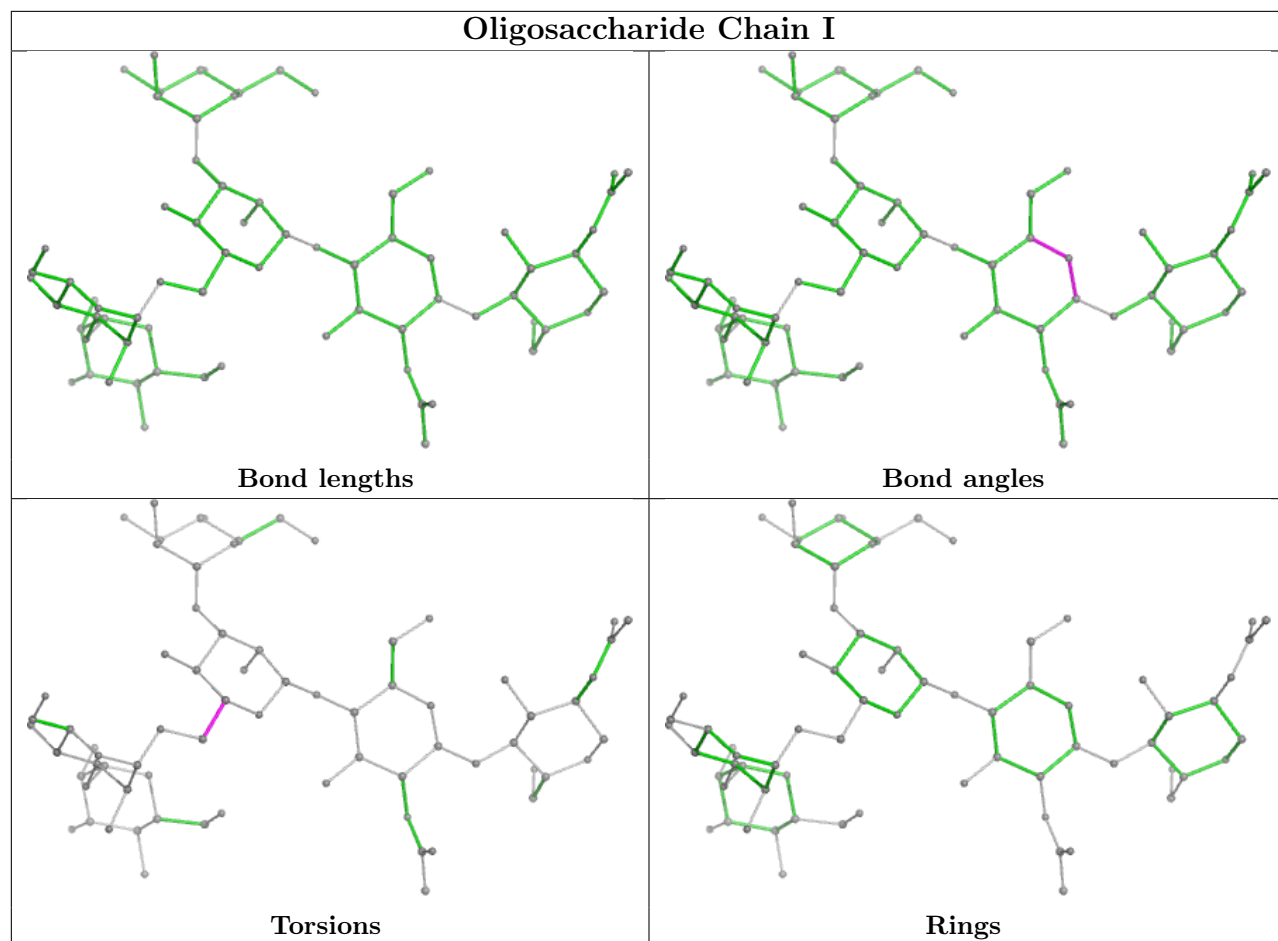 Oligosaccharide Chain I
Bond lengths
Bond angles
Torsions
Rings